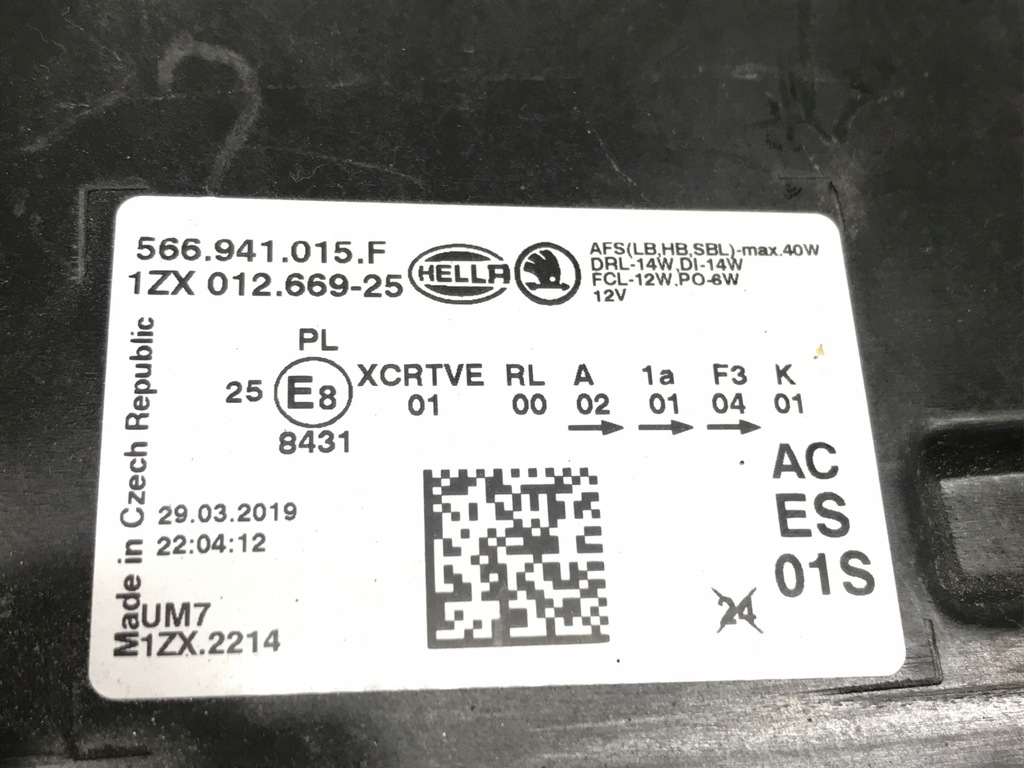 566.941.015.F
1ZX 012.669-25
HELLA
AFS(LB,HB,SBL)-max.40W
DRL-14W,DI-14W
FCL-12W,PO-6W
12V
Made in Czech Republic
PL
25 E8 XCRTVE RL A 1a F3 K
01 00 02 01 04 01
8431
AC
ES
01S
29.03.2019
22:04:12
24
UM7
1ZX.2214